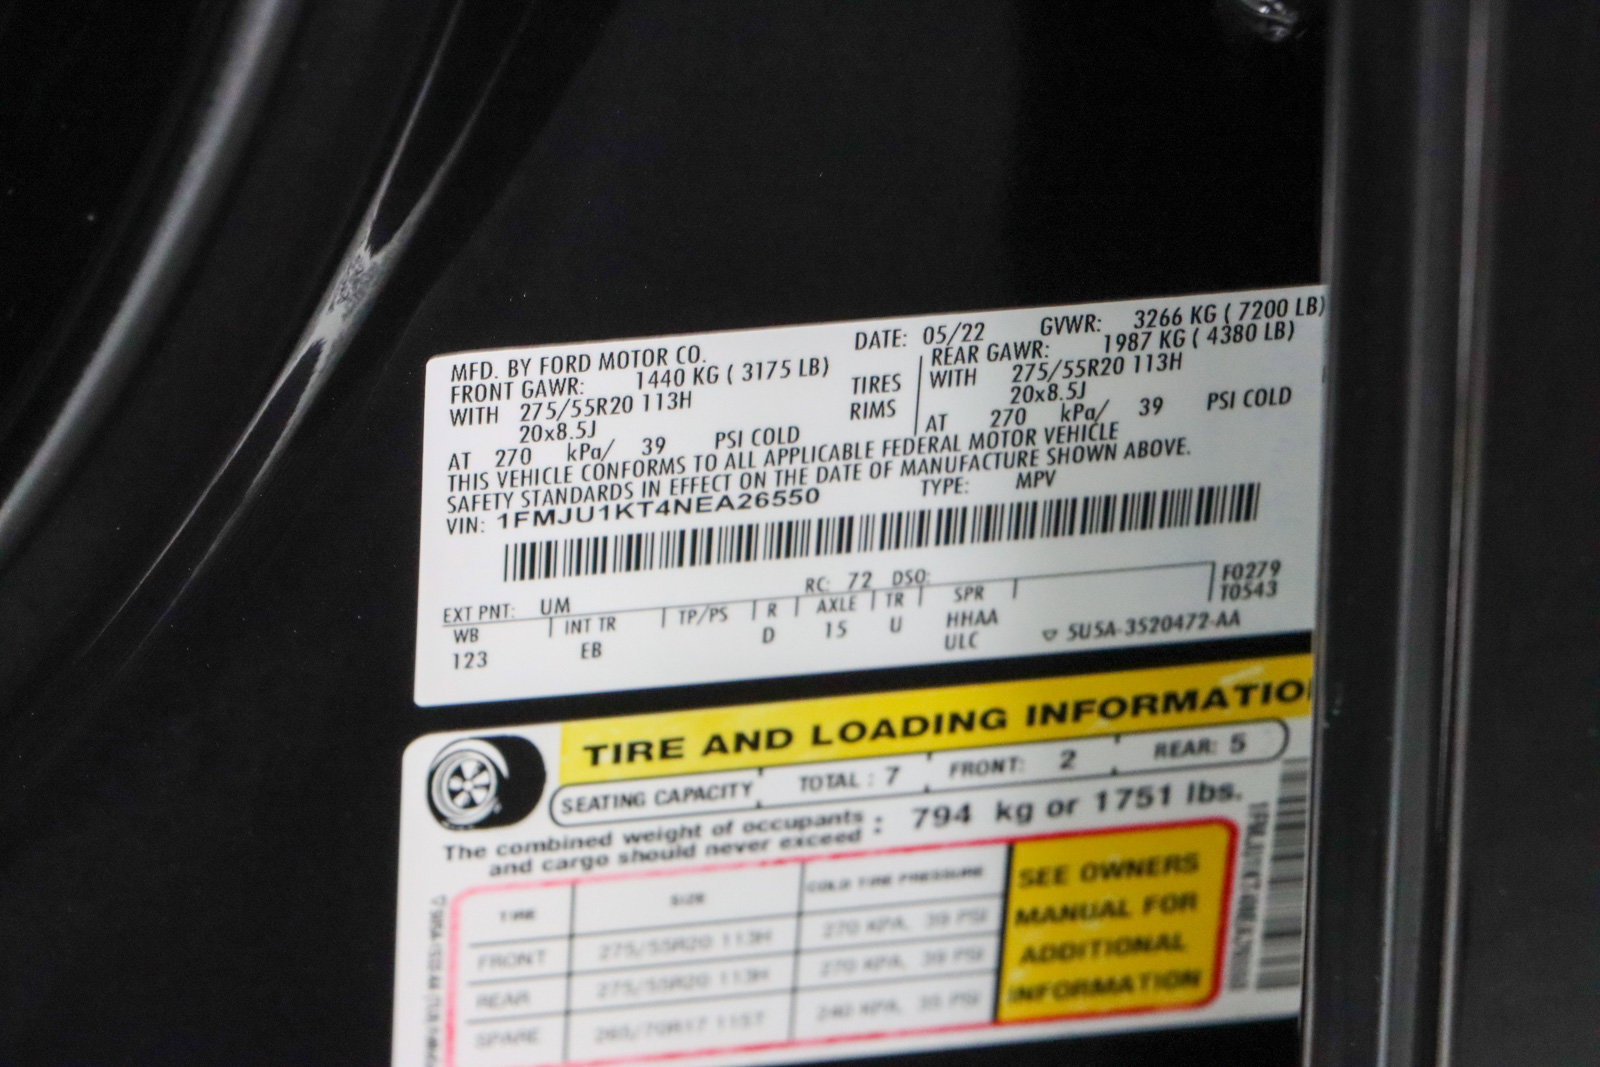 MFD. BY FORD MOTOR CO. DATE: 05/22 GVWR: 3266 KG ( 7200 LB)
FRONT GAWR: 1440 KG ( 3175 LB) REAR GAWR: 1987 KG ( 4380 LB)
WITH 275/55R20 113H TIRES WITH 275/55R20 113H
20x8.5J RIMS 20x8.5J
AT 270 kPa/ 39 PSI COLD AT 270 kPa/ 39 PSI COLD
THIS VEHICLE CONFORMS TO ALL APPLICABLE FEDERAL MOTOR VEHICLE
SAFETY STANDARDS IN EFFECT ON THE DATE OF MANUFACTURE SHOWN ABOVE.
VIN: 1FMJU1KT4NEA26550 TYPE: MPV
EXT PNT: UM RC: 72 DSO: F0279
WB INT TR TP/PS R AXLE TR SPR T0543
123 EB D 15 U HHAA
ULC 5U5A-3520472-AA
TIRE AND LOADING INFORMATIO
SEATING CAPACITY TOTAL : 7 FRONT: 2 REAR: 5
The combined weight of occupants
and cargo should never exceed : 794 kg or 1751 lbs.
TIRE SIZE COLD TIRE PRESSURE
FRONT 275/55R20 113H 270 KPA, 39 PSI
REAR 275/55R20 113H 270 KPA, 39 PSI
SPARE 265/70R17 115T 240 KPA, 35 PSI
SEE OWNERS
MANUAL FOR
ADDITIONAL
INFORMATION